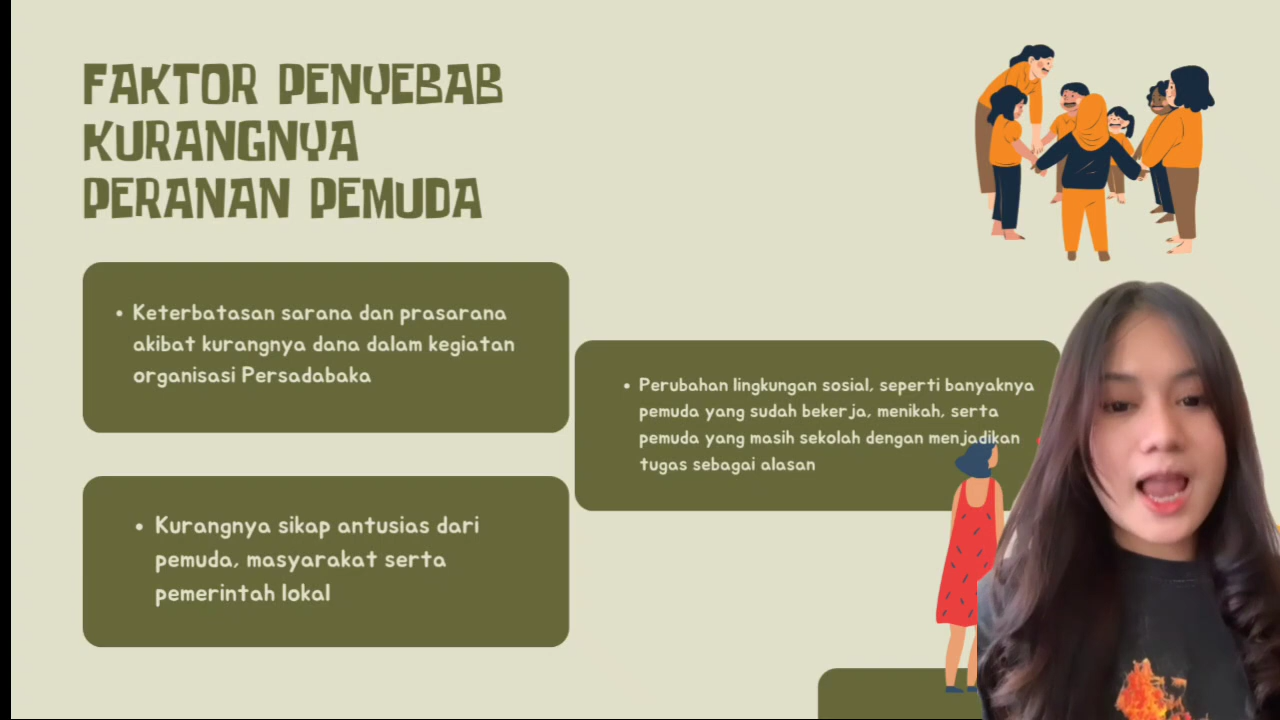 FAKTOR PENYEBAB
KURANGNYA
PERANAN PEMUDA
• Keterbatasan sarana dan prasarana
akibat kurangnya dana dalam kegiatan
organisasi Persadabaka
• Perubahan lingkungan sosial, seperti banyaknya
pemuda yang sudah bekerja, menikah, serta
pemuda yang masih sekolah dengan menjadikan
tugas sebagai alasan
• Kurangnya sikap antusias dari
pemuda, masyarakat serta
pemerintah lokal